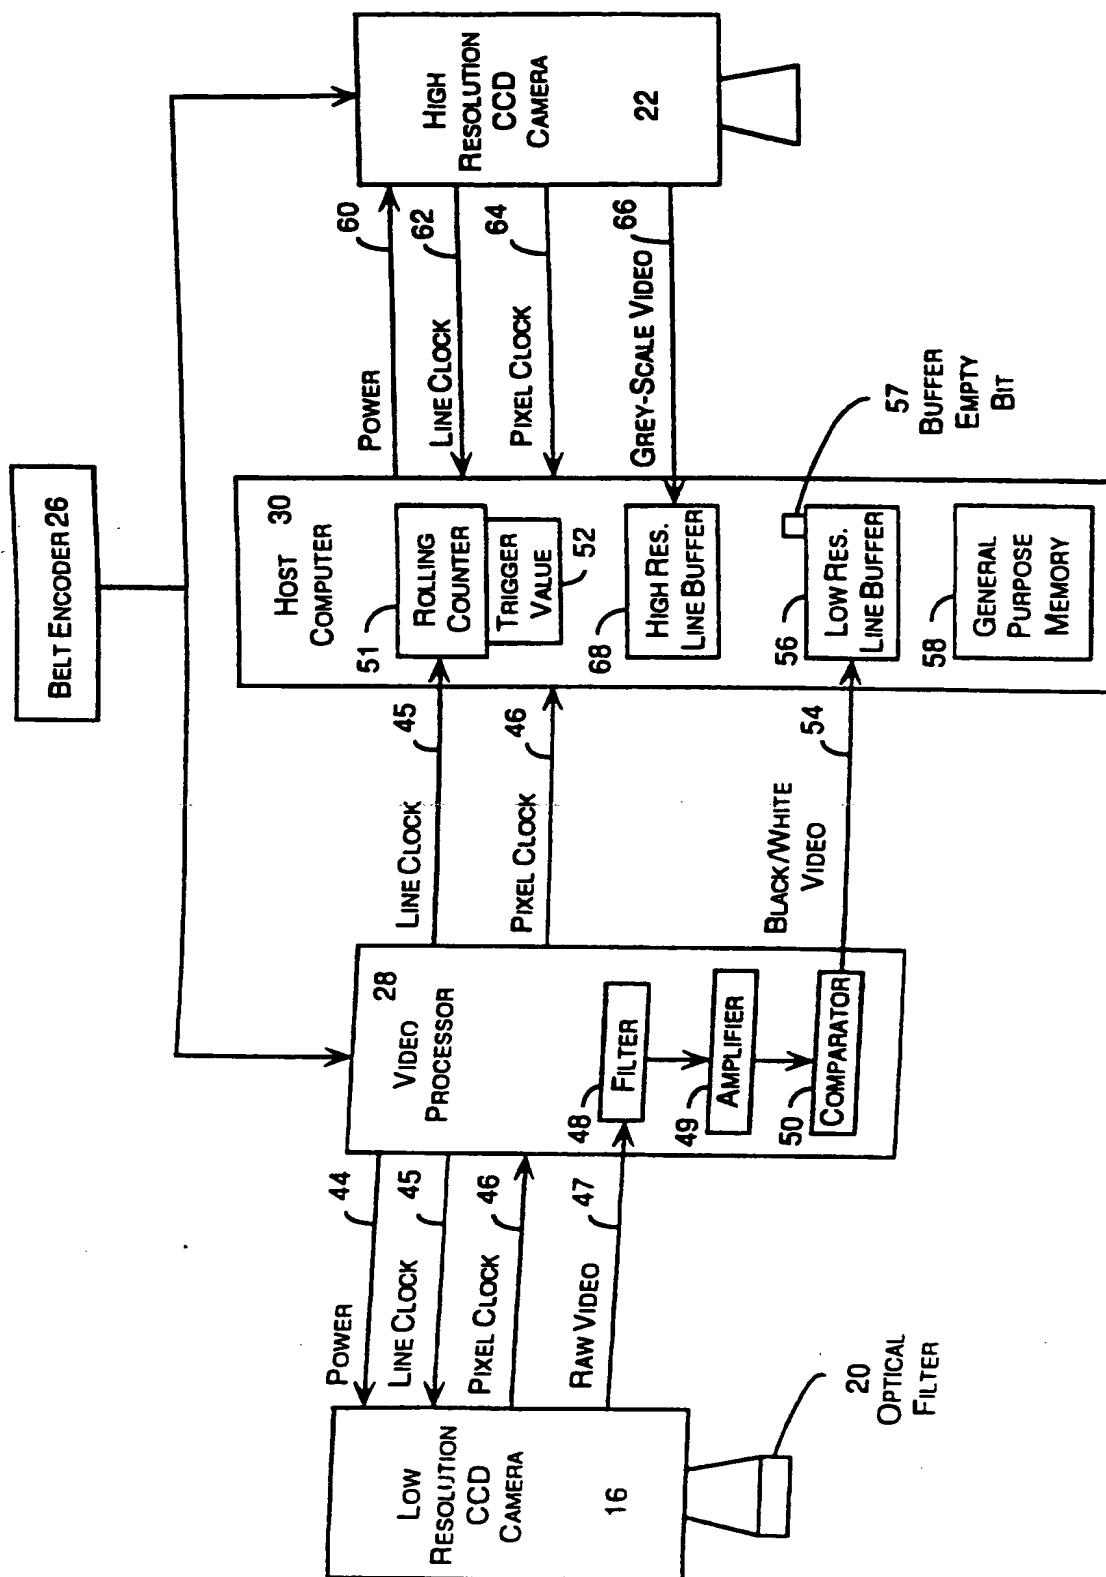 BELT ENCODER 26
LOW
RESOLUTION
CCD
CAMERA
16
20
OPTICAL
FILTER
POWER
44
LINE CLOCK
45
PIXEL CLOCK
46
RAW VIDEO
47
VIDEO
PROCESSOR
28
48
FILTER
49
AMPLIFIER
50
COMPARATOR
LINE CLOCK
45
PIXEL CLOCK
46
BLACK/WHITE
VIDEO
54
HOST
COMPUTER
30
51
ROLLING
COUNTER
TRIGGER
VALUE
52
68
HIGH RES.
LINE BUFFER
56
LOW RES.
LINE BUFFER
57
BUFFER
EMPTY
BIT
58
GENERAL
PURPOSE
MEMORY
POWER
60
LINE CLOCK
62
PIXEL CLOCK
64
GREY-SCALE VIDEO
66
HIGH
RESOLUTION
CCD
CAMERA
22